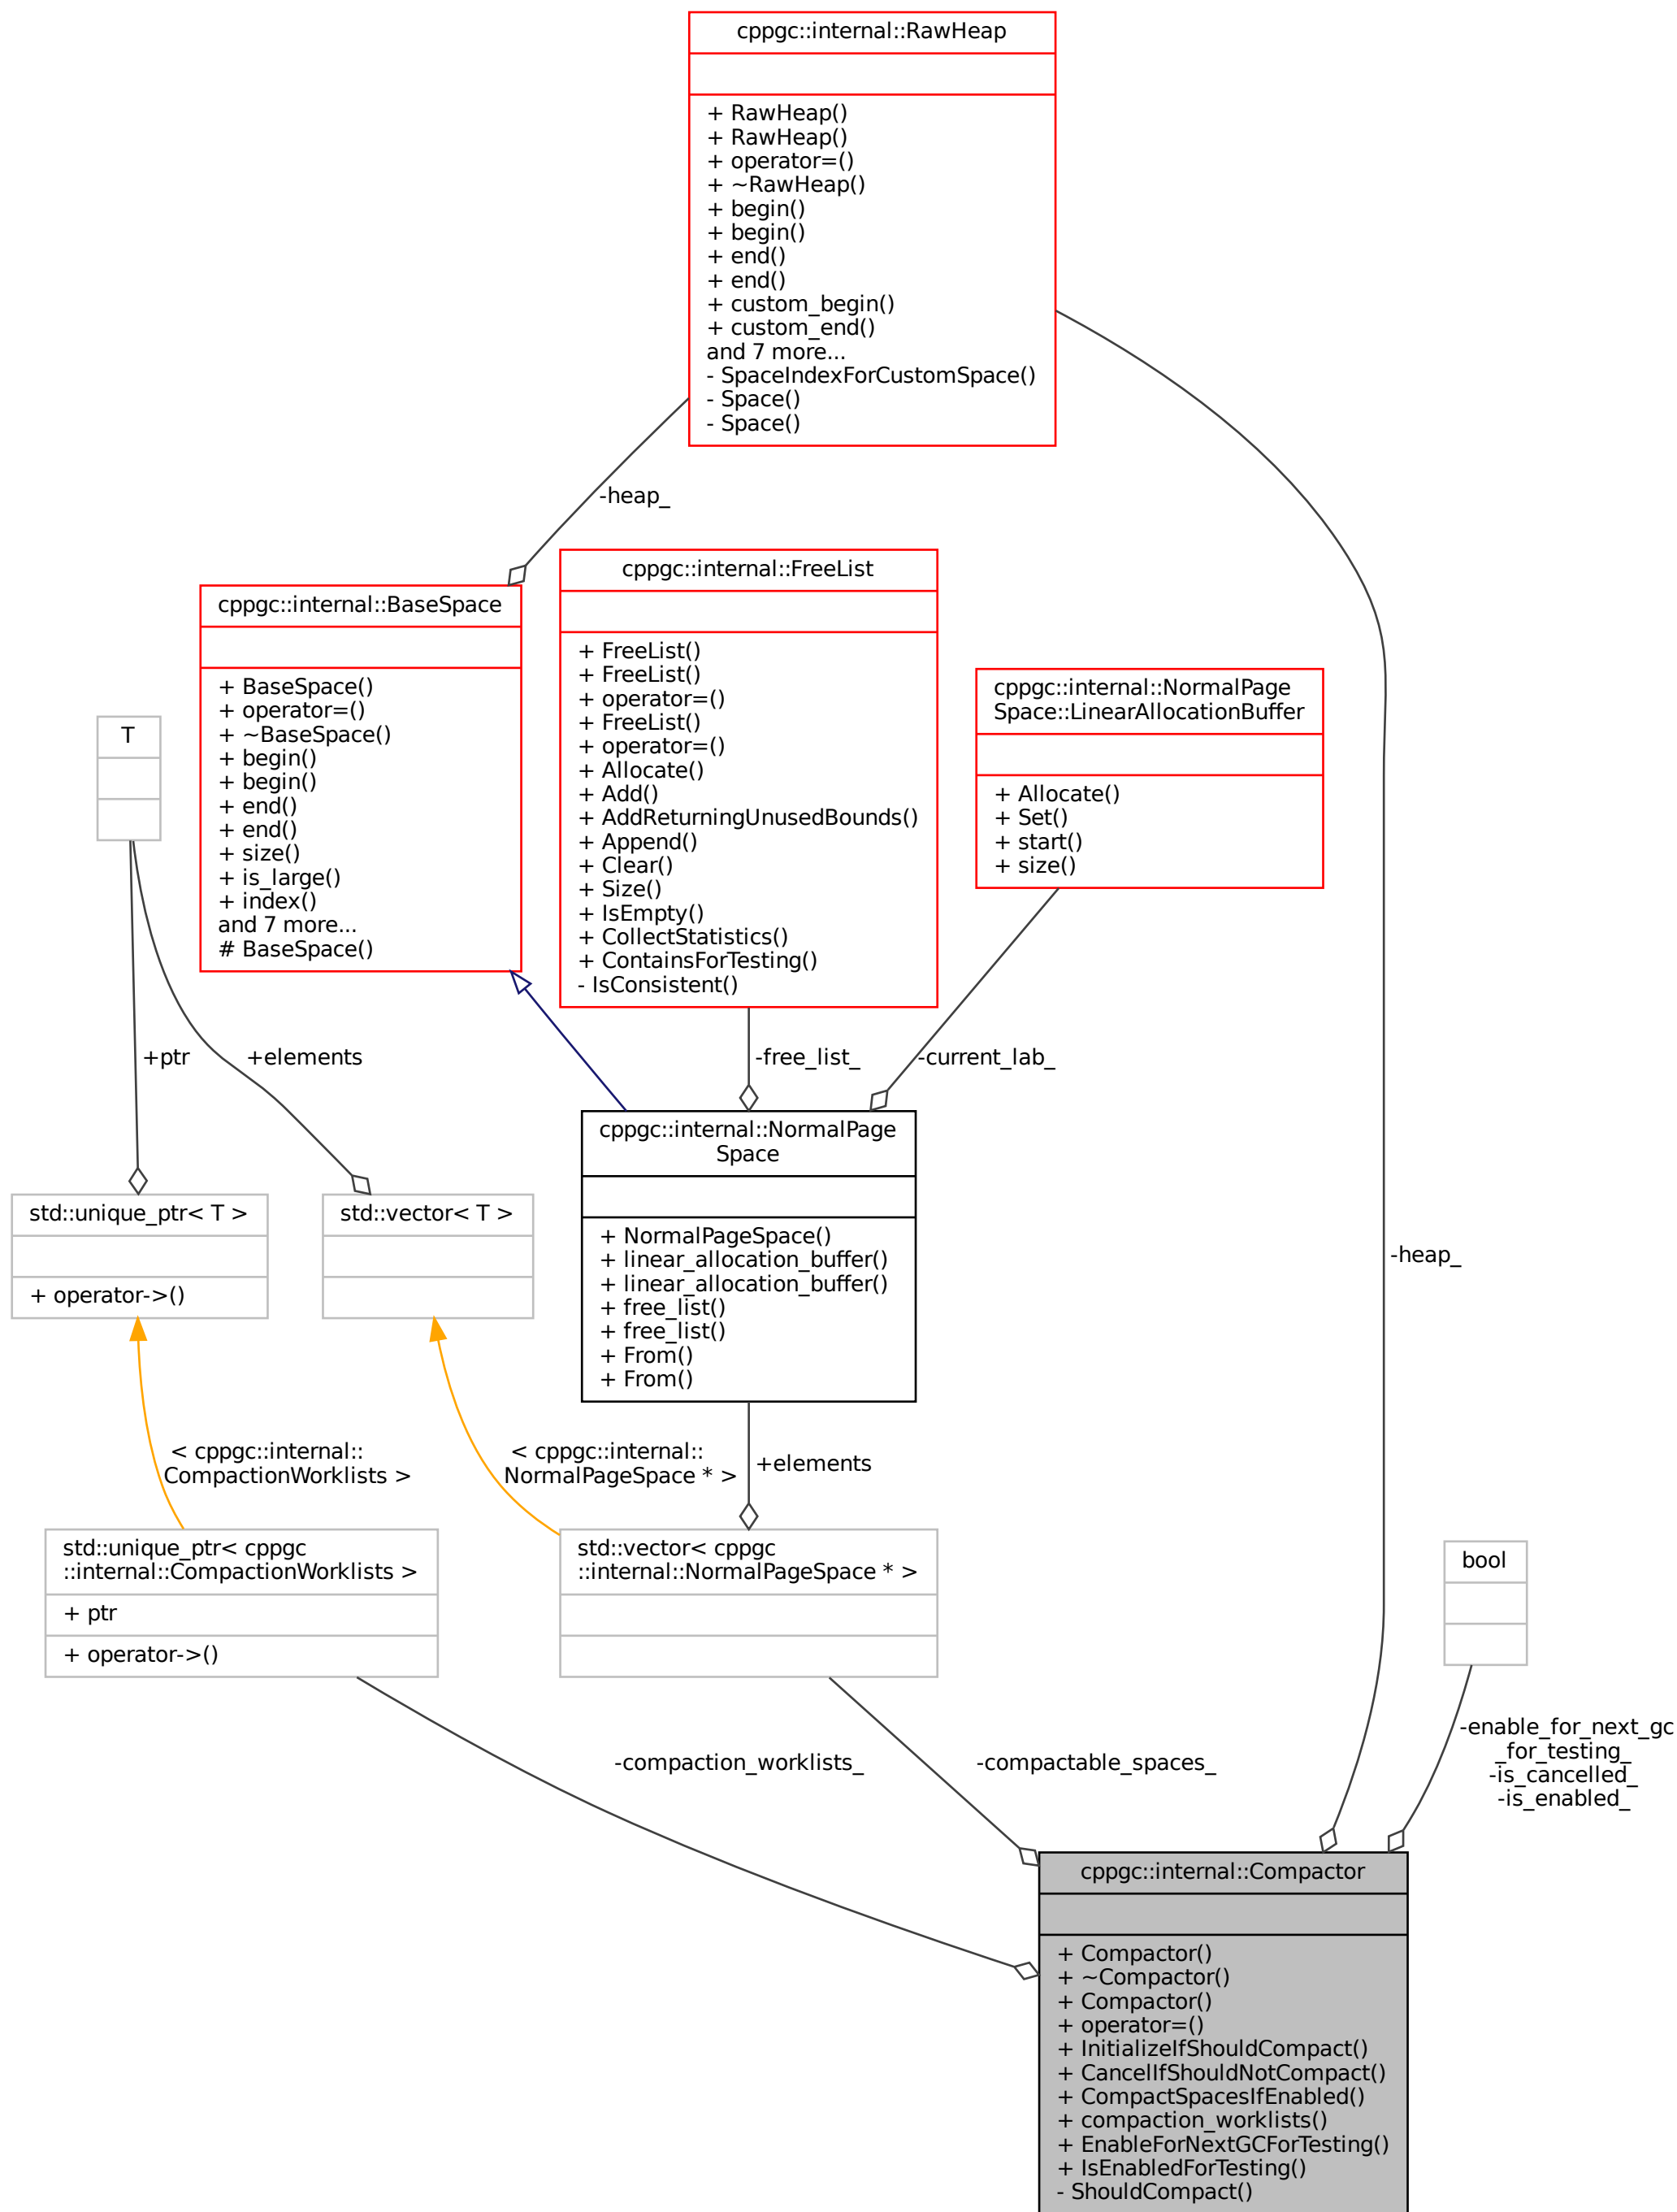 cppgc::internal::RawHeap
+ RawHeap()
+ RawHeap()
+ operator=()
+ ~RawHeap()
+ begin()
+ begin()
+ end()
+ end()
+ custom_begin()
+ custom_end()
and 7 more...
- SpaceIndexForCustomSpace()
- Space()
- Space()
-heap_
cppgc::internal::BaseSpace
+ BaseSpace()
+ operator=()
+ ~BaseSpace()
+ begin()
+ begin()
+ end()
+ end()
+ size()
+ is_large()
+ index()
and 7 more...
# BaseSpace()
cppgc::internal::FreeList
+ FreeList()
+ FreeList()
+ operator=()
+ FreeList()
+ operator=()
+ Allocate()
+ Add()
+ AddReturningUnusedBounds()
+ Append()
+ Clear()
+ Size()
+ IsEmpty()
+ CollectStatistics()
+ ContainsForTesting()
- IsConsistent()
cppgc::internal::NormalPage
Space::LinearAllocationBuffer
+ Allocate()
+ Set()
+ start()
+ size()
T
+ptr
+elements
-free_list_
-current_lab_
cppgc::internal::NormalPage
Space
+ NormalPageSpace()
+ linear_allocation_buffer()
+ linear_allocation_buffer()
+ free_list()
+ free_list()
+ From()
+ From()
std::unique_ptr< T >
+ operator->()
std::vector< T >
-heap_
< cppgc::internal::
CompactionWorklists >
< cppgc::internal::
NormalPageSpace * >
+elements
std::unique_ptr< cppgc
::internal::CompactionWorklists >
+ ptr
+ operator->()
std::vector< cppgc
::internal::NormalPageSpace * >
bool
-compaction_worklists_
-compactable_spaces_
-enable_for_next_gc
_for_testing_
-is_cancelled_
-is_enabled_
cppgc::internal::Compactor
+ Compactor()
+ ~Compactor()
+ Compactor()
+ operator=()
+ InitializeIfShouldCompact()
+ CancelIfShouldNotCompact()
+ CompactSpacesIfEnabled()
+ compaction_worklists()
+ EnableForNextGCForTesting()
+ IsEnabledForTesting()
- ShouldCompact()